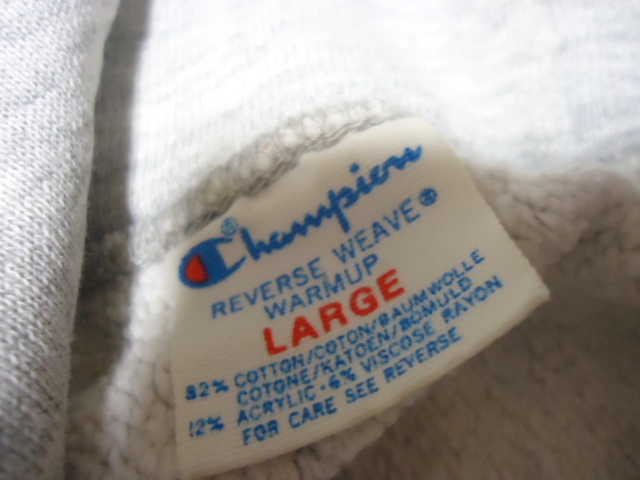 Champion®
REVERSE WEAVE®
WARMUP
LARGE
82% COTTON/COTON/BAUMWOLLE
COTONE/KATOEN/BOMULD
12% ACRYLIC · 6% VISCOSE RAYON
FOR CARE SEE REVERSE